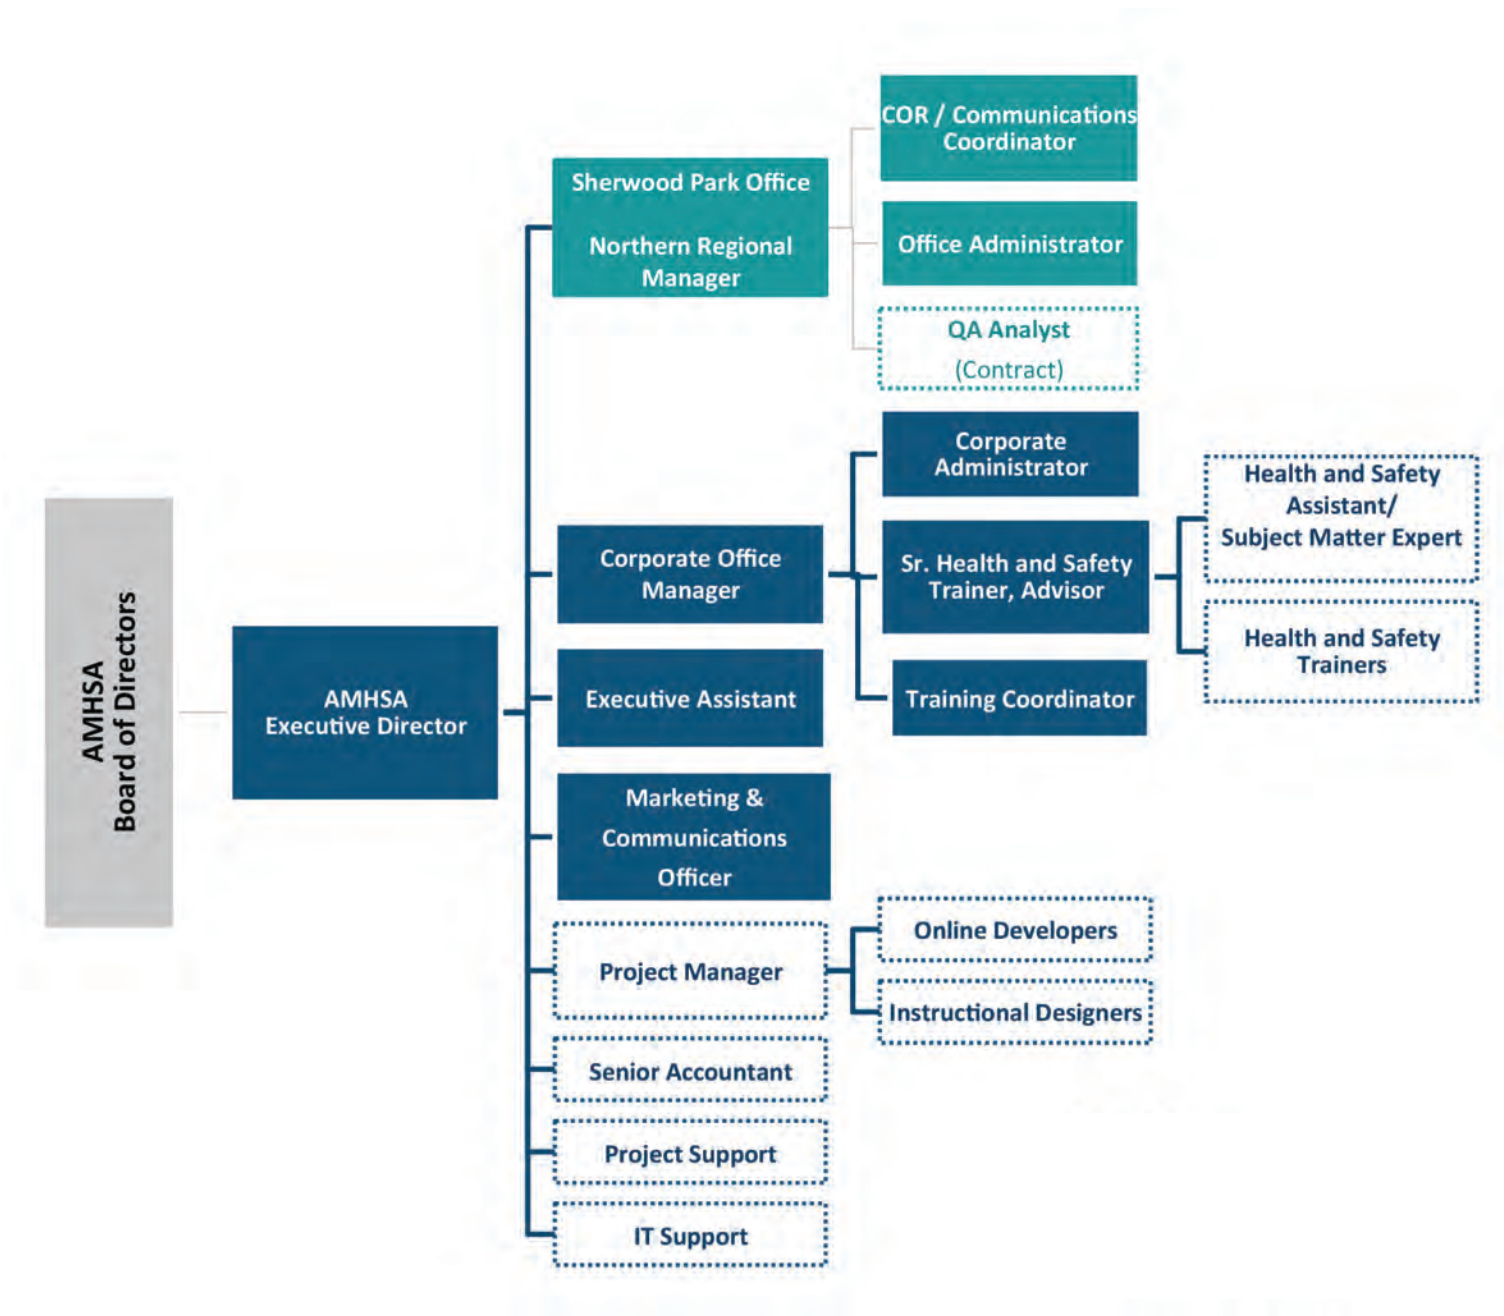 AMHSA
Board of Directors
AMHSA
Executive Director
Sherwood Park Office
Northern Regional
Manager
COR / Communications
Coordinator
Office Administrator
QA Analyst
(Contract)
Corporate Office
Manager
Corporate
Administrator
Sr. Health and Safety
Trainer, Advisor
Health and Safety
Assistant/
Subject Matter Expert
Health and Safety
Trainers
Training Coordinator
Executive Assistant
Marketing &
Communications
Officer
Project Manager
Online Developers
Instructional Designers
Senior Accountant
Project Support
IT Support